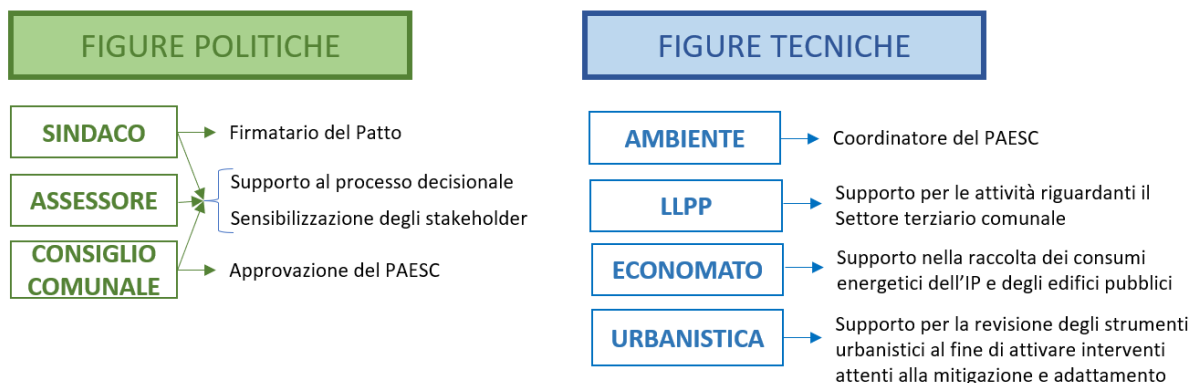 FIGURE POLITICHE
SINDACO
Firmatario del Patto
ASSESSORE
Supporto al processo decisionale
Sensibilizzazione degli stakeholder
CONSIGLIO
COMUNALE
Approvazione del PAESC
FIGURE TECNICHE
AMBIENTE
Coordinatore del PAESC
LLPP
Supporto per le attività riguardanti il
Settore terziario comunale
ECONOMATO
Supporto nella raccolta dei consumi
energetici dell'IP e degli edifici pubblici
URBANISTICA
Supporto per la revisione degli strumenti
urbanistici al fine di attivare interventi
attenti alla mitigazione e adattamento